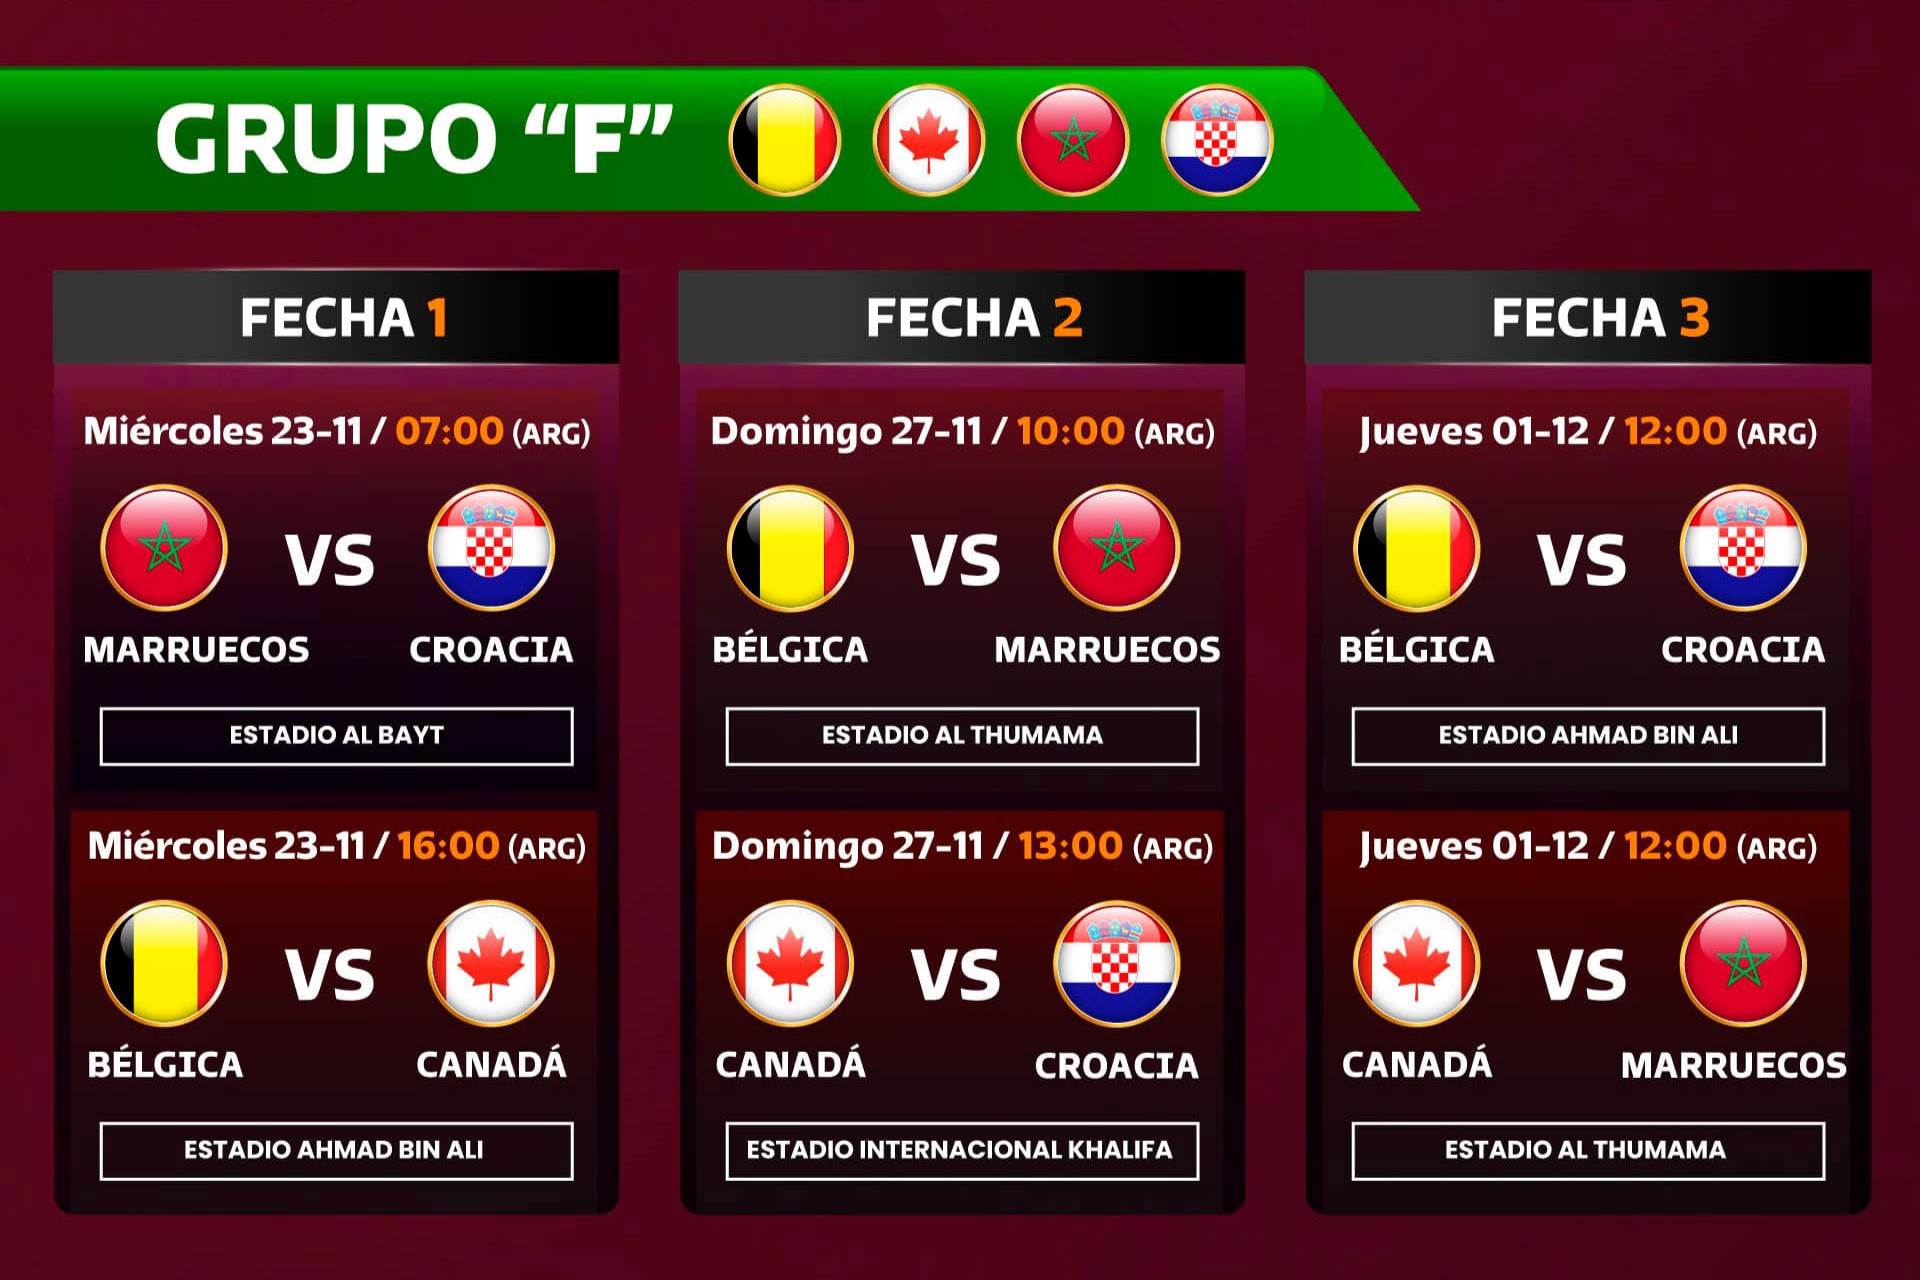 GRUPO “F”
FECHA 1
Miércoles 23-11 / 07:00 (ARG)
VS
MARRUECOS CROACIA
ESTADIO AL BAYT
Miércoles 23-11 / 16:00 (ARG)
VS
BÉLGICA CANADÁ
ESTADIO AHMAD BIN ALI
FECHA 2
Domingo 27-11 / 10:00 (ARG)
VS
BÉLGICA MARRUECOS
ESTADIO AL THUMAMA
Domingo 27-11 / 13:00 (ARG)
VS
CANADÁ CROACIA
ESTADIO INTERNACIONAL KHALIFA
FECHA 3
Jueves 01-12 / 12:00 (ARG)
VS
BÉLGICA CROACIA
ESTADIO AHMAD BIN ALI
Jueves 01-12 / 12:00 (ARG)
VS
CANADÁ MARRUECOS
ESTADIO AL THUMAMA